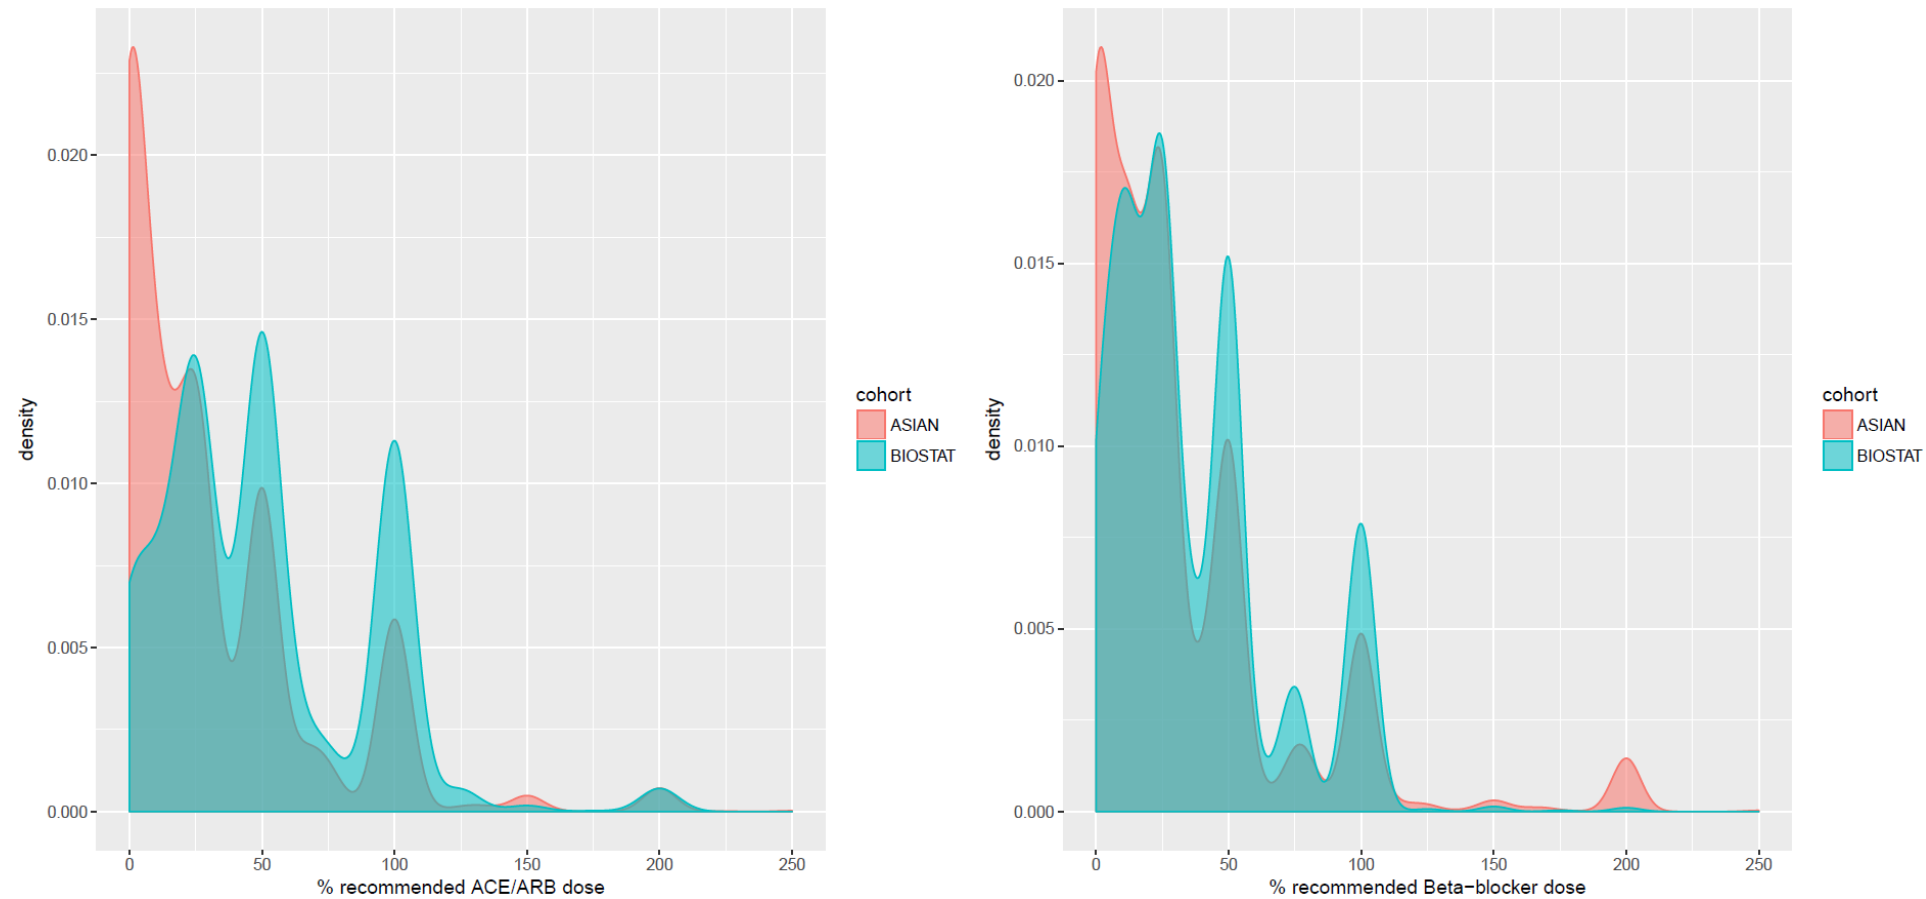 density
0.020
0.015
0.010
0.005
0.000
0 50 100 150 200 250
% recommended ACE/ARB dose
cohort
ASIAN
BIOSTAT
density
0.020
0.015
0.010
0.005
0.000
0 50 100 150 200 250
% recommended Beta−blocker dose
cohort
ASIAN
BIOSTAT